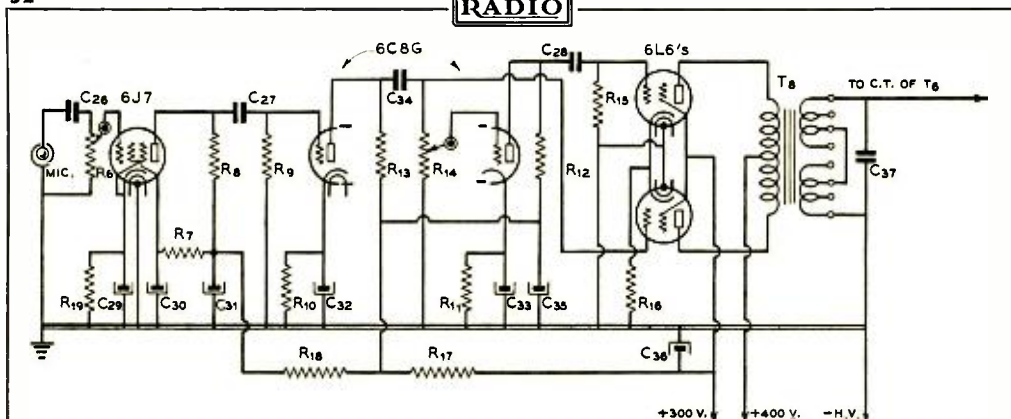 RADIO
6C8G
C28
6L6's
C26
6J7
C27
C34
R15
T8
TO C.T. OF T6
MIC.
R6
R8
R9
R13
R14
R12
C37
R7
R19
C29
C30
C31
R10
C32
R11
C33
C35
R16
R18
R17
C36
+300 V.
+400 V.
-H.V.